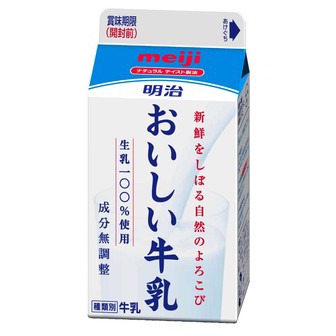 賞味期限
(開封前)
あけぐち
meiji
ナチュラル テイスト製法
明治
おいしい牛乳
新鮮をしぼる自然のよろこび
生乳一〇〇%使用
成分無調整
種類別 牛乳